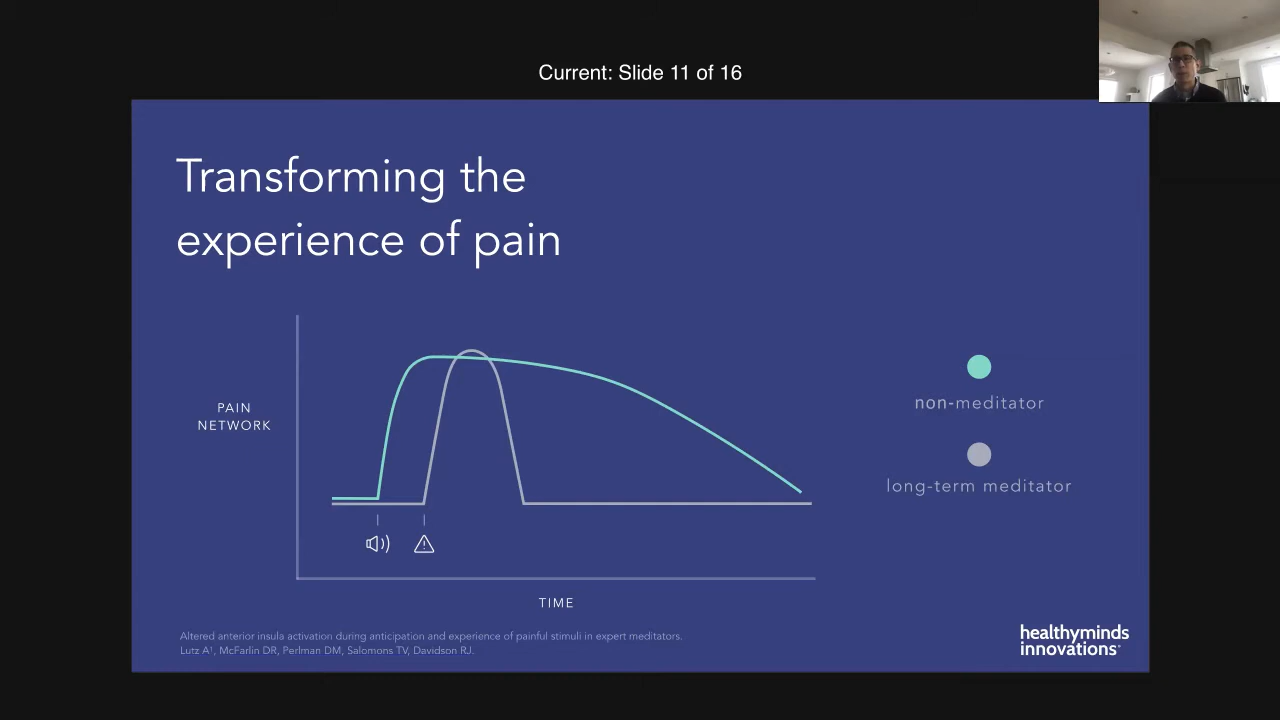 Current: Slide 11 of 16
Transforming the
experience of pain
PAIN
NETWORK
non-meditator
long-term meditator
TIME
Altered anterior insula activation during anticipation and experience of painful stimuli in expert meditators.
Lutz A¹, McFarlin DR, Perlman DM, Salomons TV, Davidson RJ.
healthyminds
innovations